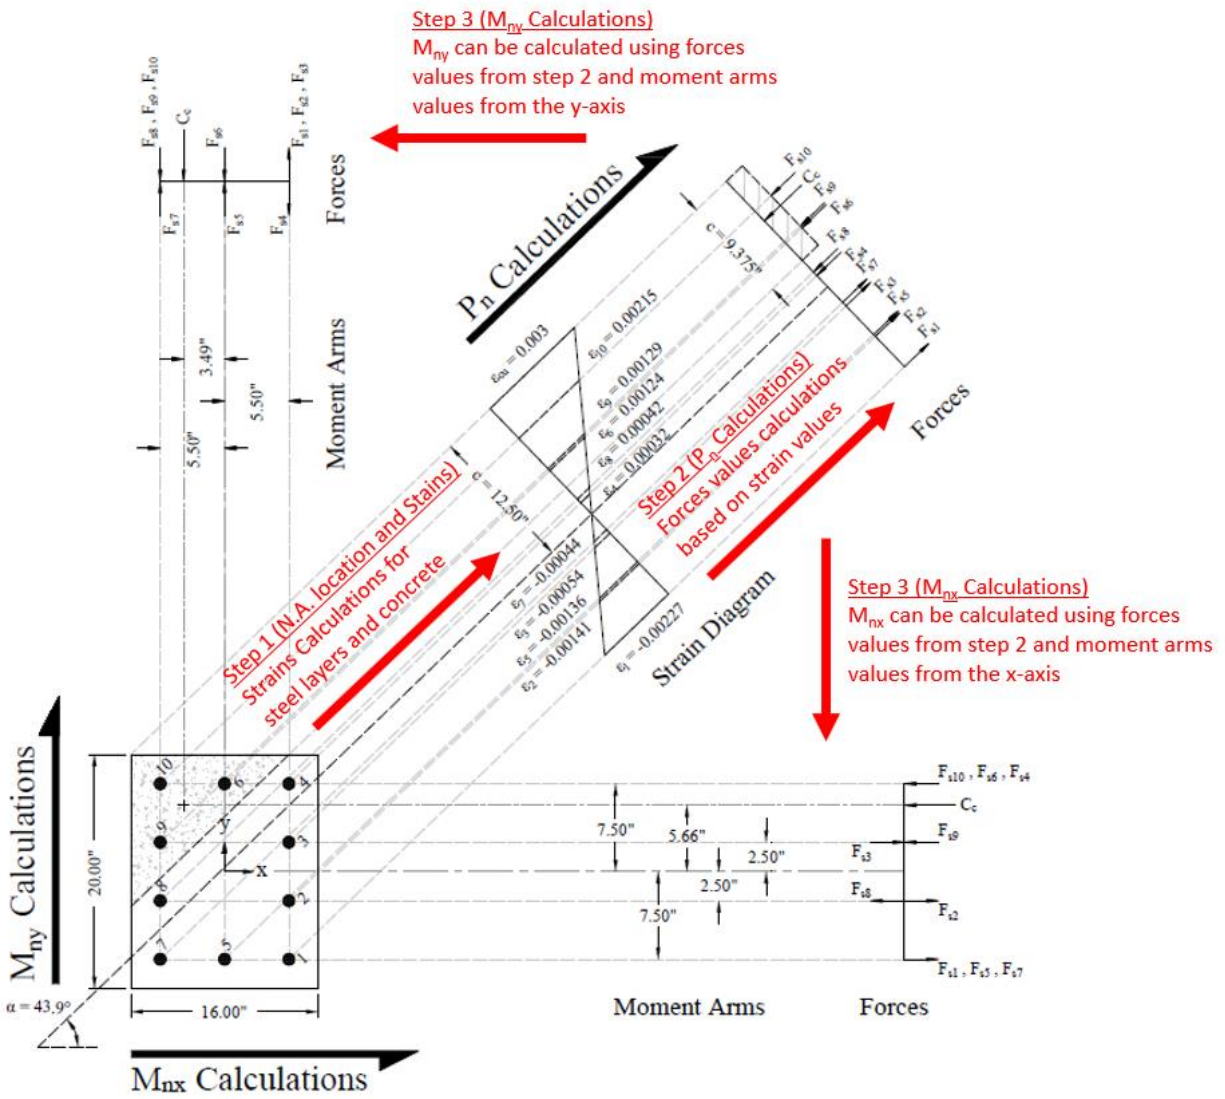 Step 3 (Mny Calculations)
Mny can be calculated using forces
values from step 2 and moment arms
values from the y-axis
Fs8 , Fs9 , Fs10
Cc
Fs6
Fs1 , Fs2 , Fs3
Fs7
Fs5
Fs4
Forces
3.49"
5.50"
5.50"
Moment Arms
Pn Calculations
c = 9.375"
Fs10
Cc
Fs9
Fs6
Fs8
Fs4
Fs7
Fs3
Fs5
Fs2
Fs1
Forces
εcu = 0.003
ε10 = 0.00215
ε9 = 0.00129
ε6 = 0.00124
ε8 = 0.00042
ε4 = 0.00032
c = 12.50"
ε7 = -0.00044
ε3 = -0.00054
ε5 = -0.00136
ε2 = -0.00141
ε1 = -0.00227
Strain Diagram
Step 1 (N.A. location and Stains)
Strains Calculations for
steel layers and concrete
Step 2 (Pn Calculations)
Forces values calculations
based on strain values
Step 3 (Mnx Calculations)
Mnx can be calculated using forces
values from step 2 and moment arms
values from the x-axis
Mny Calculations
20.00"
10
6
4
9
y
3
x
8
2
7
5
1
α = 43.9°
16.00"
Mnx Calculations
7.50"
5.66"
2.50"
2.50"
7.50"
Moment Arms
Fs10 , Fs6 , Fs4
Cc
Fs9
Fs3
Fs8
Fs2
Fs1 , Fs5 , Fs7
Forces